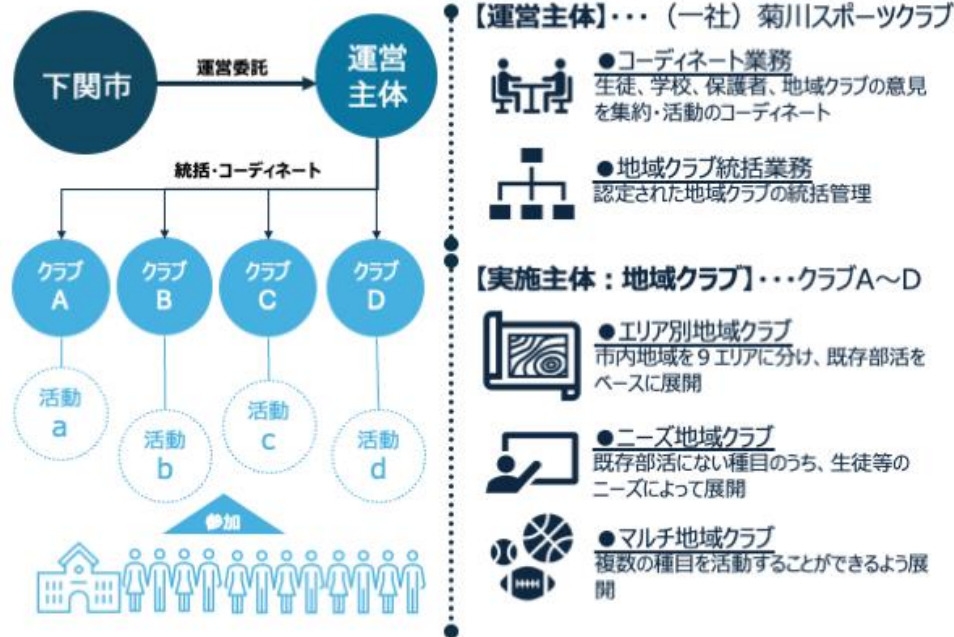 下関市
運営委託
運営
主体
統括・コーディネート
クラブ
A
クラブ
B
クラブ
C
クラブ
D
活動
a
活動
b
活動
c
活動
d
参加
【運営主体】・・・（一社）菊川スポーツクラブ
●コーディネート業務
生徒、学校、保護者、地域クラブの意見
を集約・活動のコーディネート
●地域クラブ統括業務
認定された地域クラブの統括管理
【実施主体：地域クラブ】・・・クラブA～D
●エリア別地域クラブ
市内地域を９エリアに分け、既存部活を
ベースに展開
●ニーズ地域クラブ
既存部活にない種目のうち、生徒等の
ニーズによって展開
●マルチ地域クラブ
複数の種目を活動することができるよう展
開